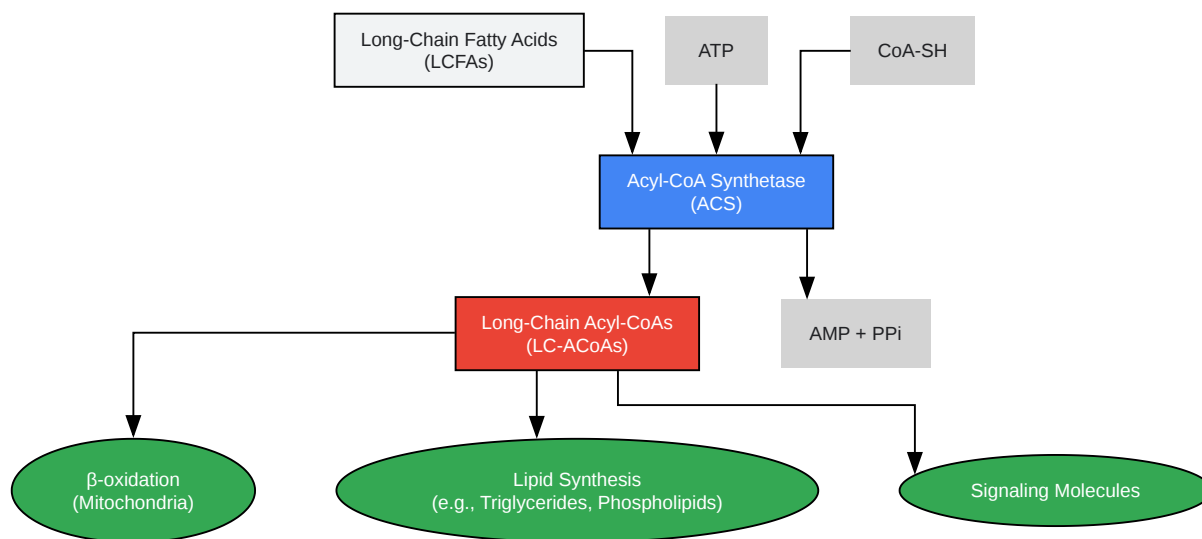 Long-Chain Fatty Acids
(LCFAs)
ATP
CoA-SH
Acyl-CoA Synthetase
(ACS)
Long-Chain Acyl-CoAs
(LC-ACoAs)
AMP + PPi
β-oxidation
(Mitochondria)
Lipid Synthesis
(e.g., Triglycerides, Phospholipids)
Signaling Molecules